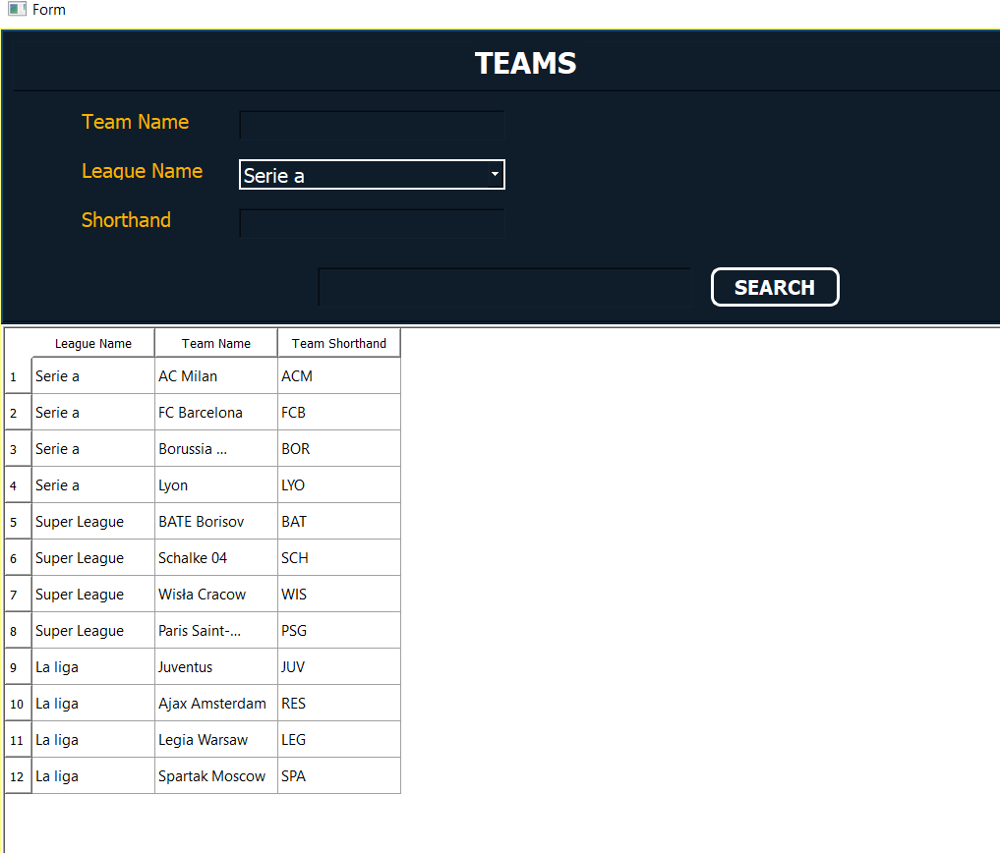 Form
TEAMS
Team Name
League Name
Serie a
Shorthand
SEARCH
League Name Team Name Team Shorthand
1 Serie a AC Milan ACM
2 Serie a FC Barcelona FCB
3 Serie a Borussia ... BOR
4 Serie a Lyon LYO
5 Super League BATE Borisov BAT
6 Super League Schalke 04 SCH
7 Super League Wisła Cracow WIS
8 Super League Paris Saint-... PSG
9 La liga Juventus JUV
10 La liga Ajax Amsterdam RES
11 La liga Legia Warsaw LEG
12 La liga Spartak Moscow SPA